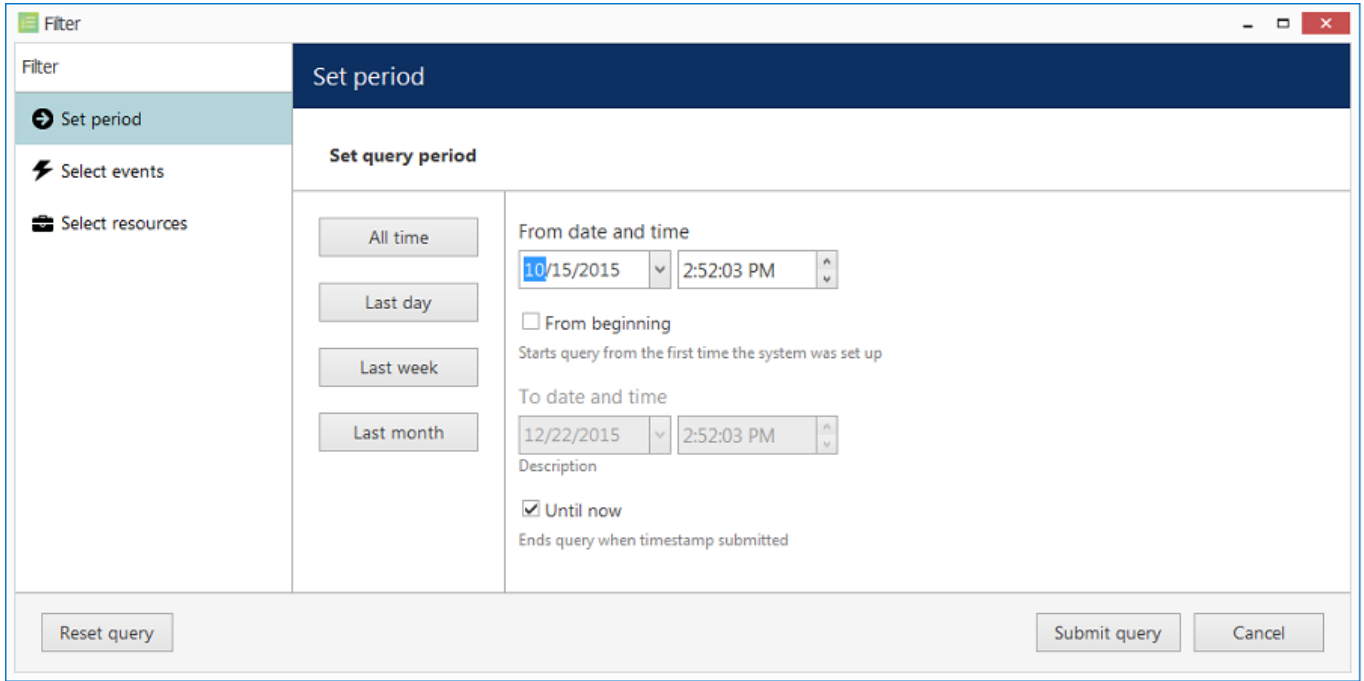 Filter
Filter
Set period
Select events
Select resources
Set period
Set query period
All time
Last day
Last week
Last month
From date and time
10/15/2015 2:52:03 PM
From beginning
Starts query from the first time the system was set up
To date and time
12/22/2015 2:52:03 PM
Description
Until now
Ends query when timestamp submitted
Reset query
Submit query
Cancel